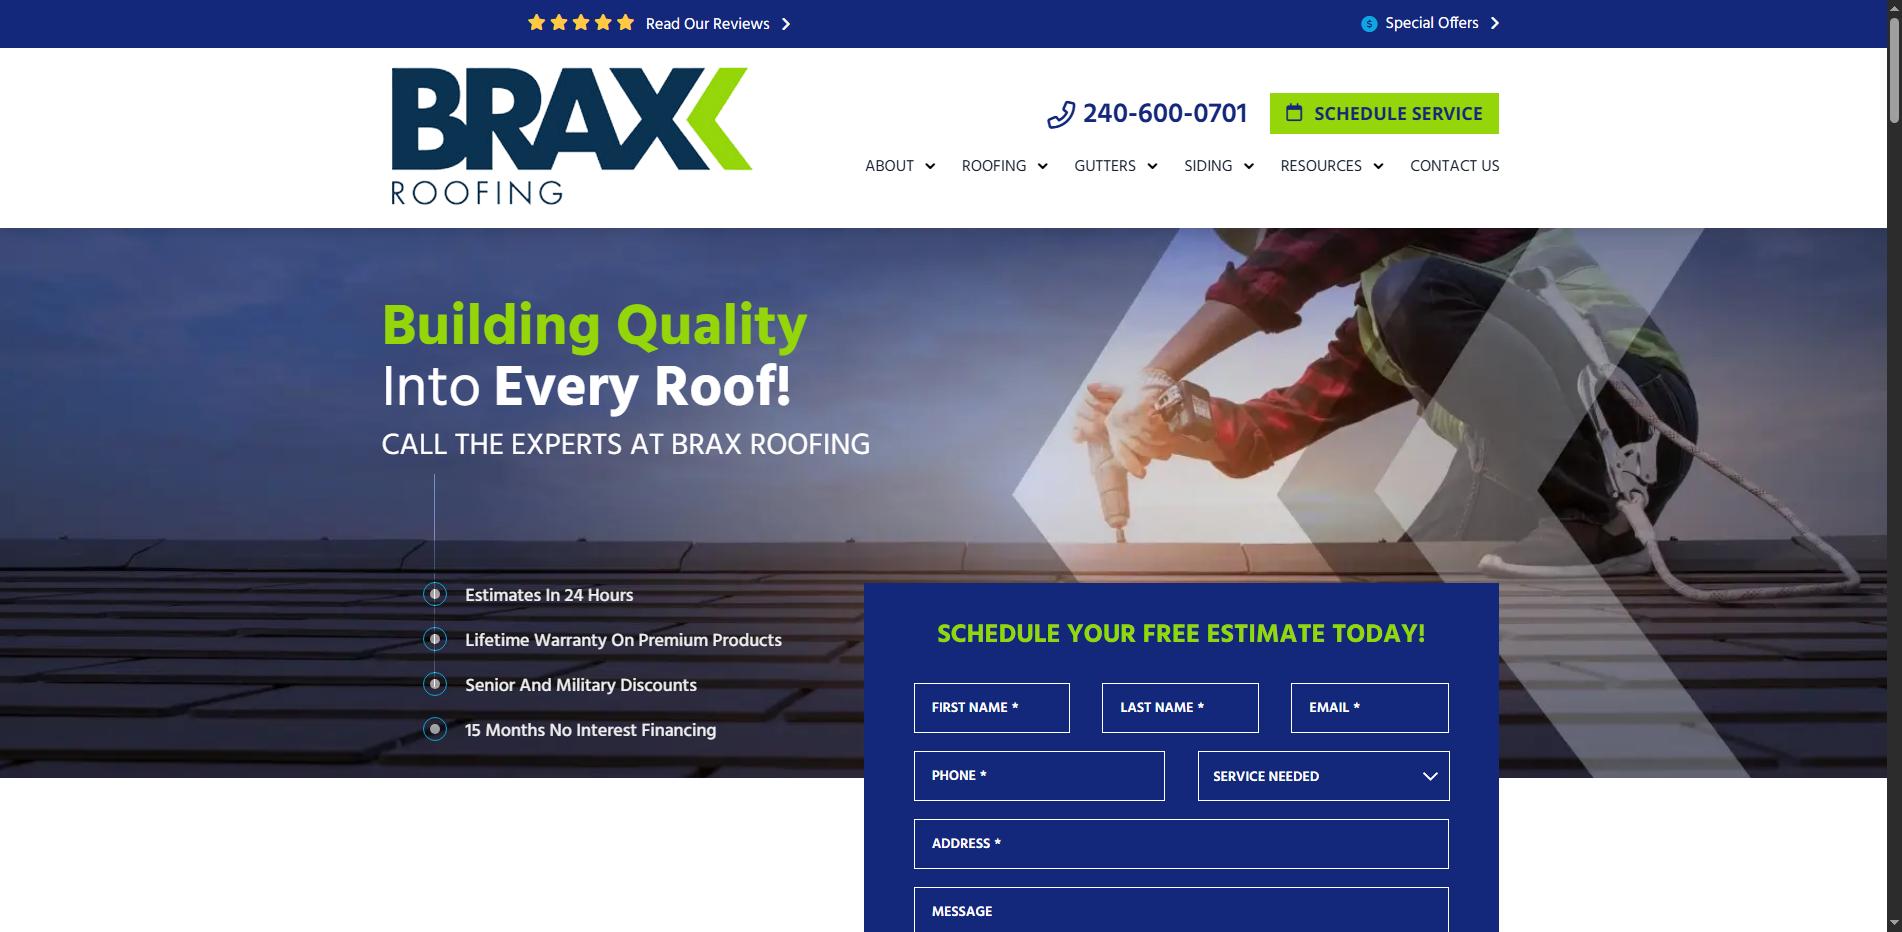 Read Our Reviews
Special Offers
BRAX
ROOFING
240-600-0701
SCHEDULE SERVICE
ABOUT ROOFING GUTTERS SIDING RESOURCES CONTACT US
Building Quality
Into Every Roof!
CALL THE EXPERTS AT BRAX ROOFING
Estimates In 24 Hours
Lifetime Warranty On Premium Products
Senior And Military Discounts
15 Months No Interest Financing
SCHEDULE YOUR FREE ESTIMATE TODAY!
FIRST NAME * LAST NAME * EMAIL *
PHONE * SERVICE NEEDED
ADDRESS *
MESSAGE